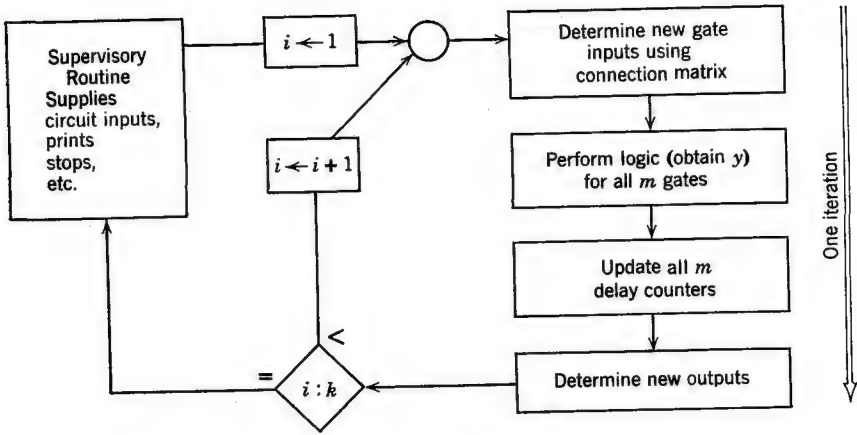 Supervisory
Routine
Supplies
circuit inputs,
prints
stops,
etc.
i ← 1
Determine new gate
inputs using
connection matrix
i ← i + 1
Perform logic (obtain y)
for all m gates
Update all m
delay counters
Determine new outputs
<
=
i : k
One iteration